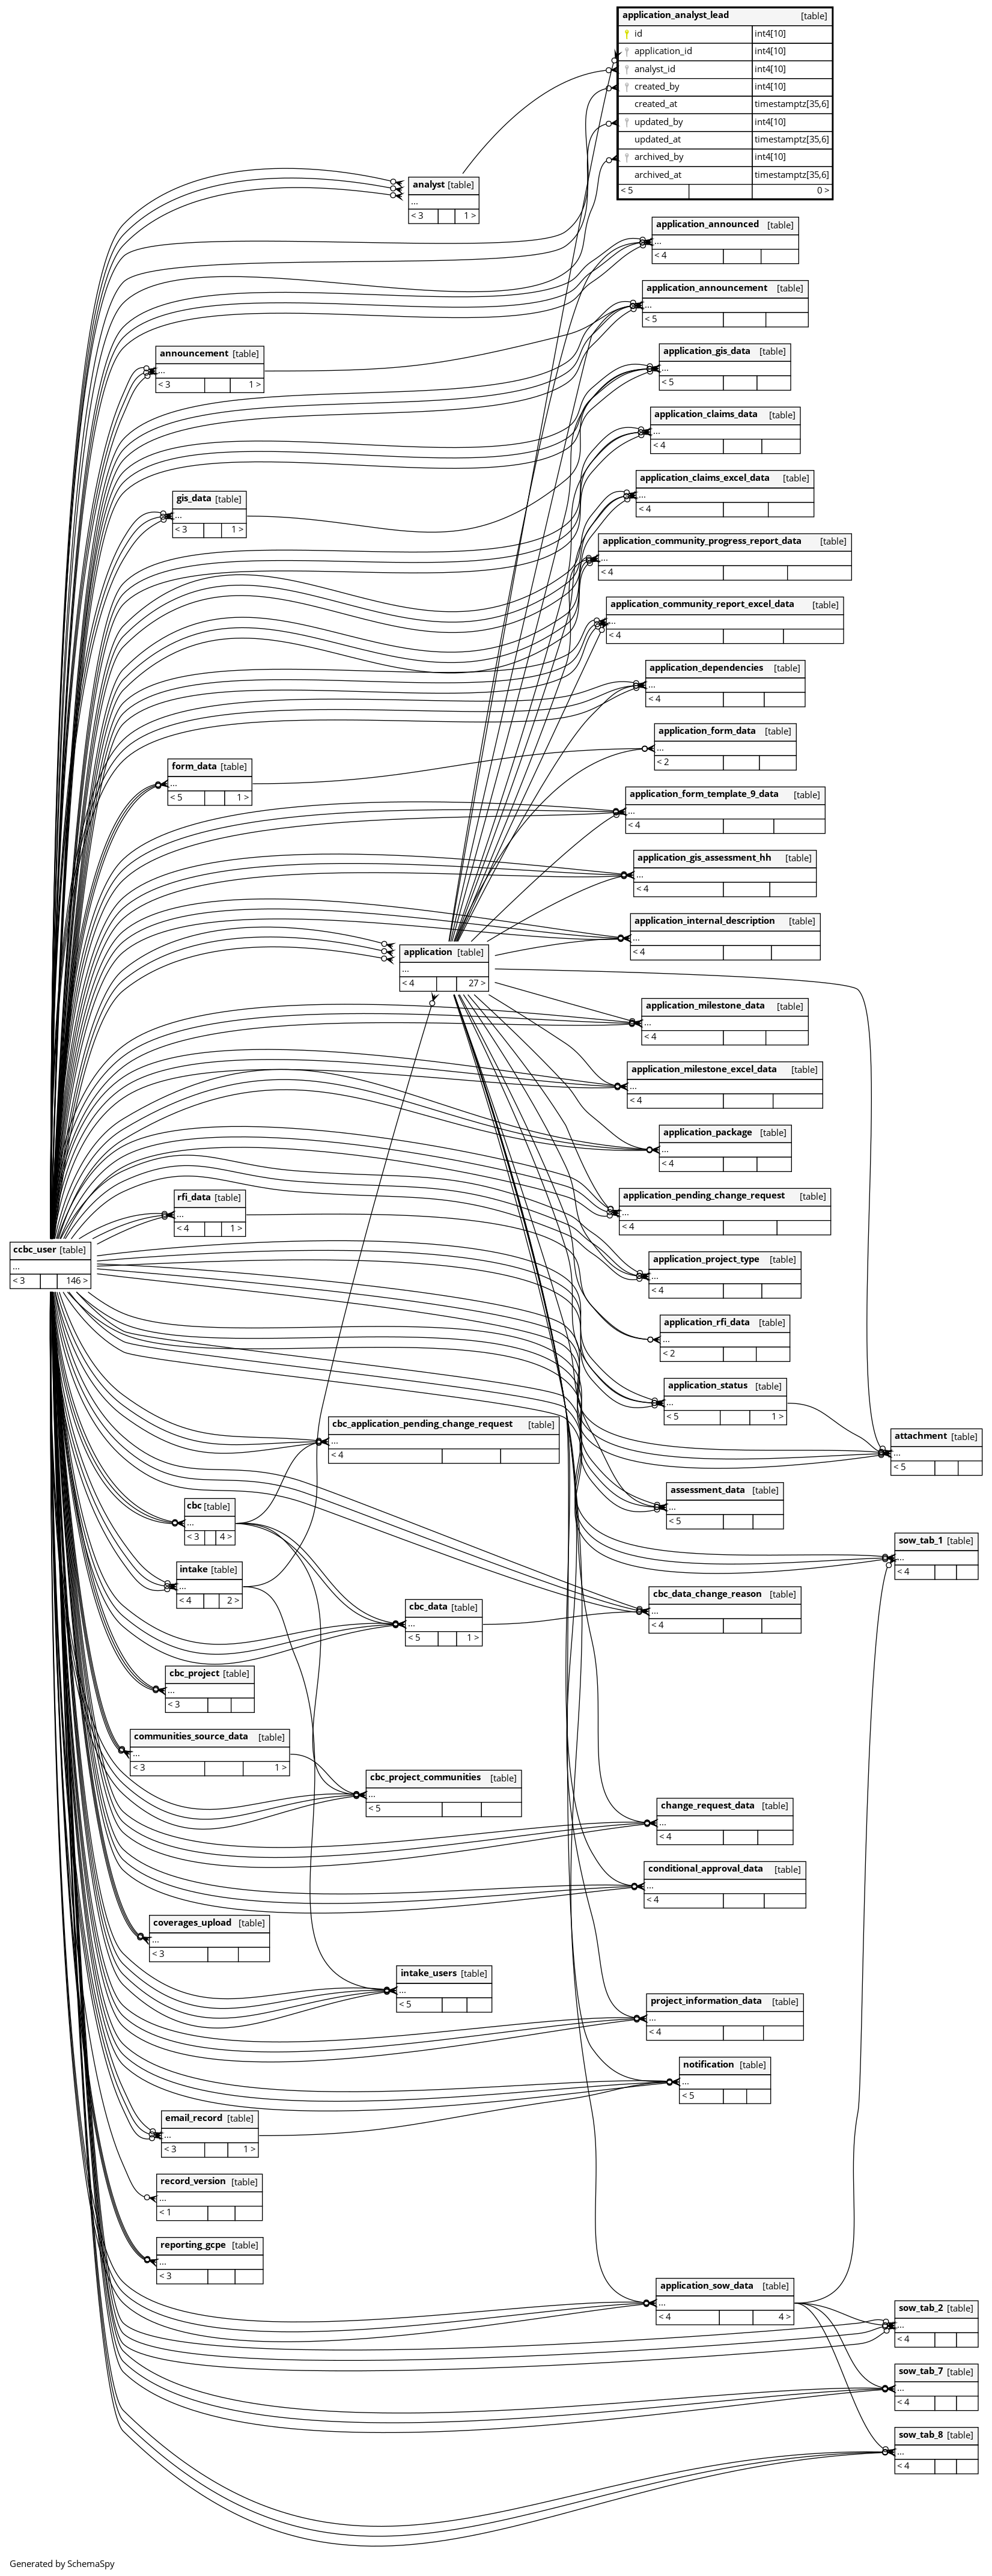 application_analyst_lead [table]
id int4[10]
application_id int4[10]
analyst_id int4[10]
created_by int4[10]
created_at timestamptz[35,6]
updated_by int4[10]
updated_at timestamptz[35,6]
archived_by int4[10]
archived_at timestamptz[35,6]
< 5 0 >
analyst [table]
...
< 3 1 >
application_announced [table]
...
< 4
application_announcement [table]
...
< 5
announcement [table]
...
< 3 1 >
application_gis_data [table]
...
< 5
application_claims_data [table]
...
< 4
application_claims_excel_data [table]
...
< 4
gis_data [table]
...
< 3 1 >
application_community_progress_report_data [table]
...
< 4
application_community_report_excel_data [table]
...
< 4
application_dependencies [table]
...
< 4
application_form_data [table]
...
< 2
form_data [table]
...
< 5 1 >
application_form_template_9_data [table]
...
< 4
application_gis_assessment_hh [table]
...
< 4
application_internal_description [table]
...
< 4
application [table]
...
< 4 27 >
application_milestone_data [table]
...
< 4
application_milestone_excel_data [table]
...
< 4
application_package [table]
...
< 4
application_pending_change_request [table]
...
< 4
rfi_data [table]
...
< 4 1 >
ccbc_user [table]
...
< 3 146 >
application_project_type [table]
...
< 4
application_rfi_data [table]
...
< 2
application_status [table]
...
< 5 1 >
cbc_application_pending_change_request [table]
...
< 4
attachment [table]
...
< 5
assessment_data [table]
...
< 5
cbc [table]
...
< 3 4 >
sow_tab_1 [table]
...
< 4
intake [table]
...
< 4 2 >
cbc_data_change_reason [table]
...
< 4
cbc_data [table]
...
< 5 1 >
cbc_project [table]
...
< 3
communities_source_data [table]
...
< 3 1 >
cbc_project_communities [table]
...
< 5
change_request_data [table]
...
< 4
conditional_approval_data [table]
...
< 4
coverages_upload [table]
...
< 3
intake_users [table]
...
< 5
project_information_data [table]
...
< 4
notification [table]
...
< 5
email_record [table]
...
< 3 1 >
record_version [table]
...
< 1
reporting_gcpe [table]
...
< 3
application_sow_data [table]
...
< 4 4 >
sow_tab_2 [table]
...
< 4
sow_tab_7 [table]
...
< 4
sow_tab_8 [table]
...
< 4
Generated by SchemaSpy